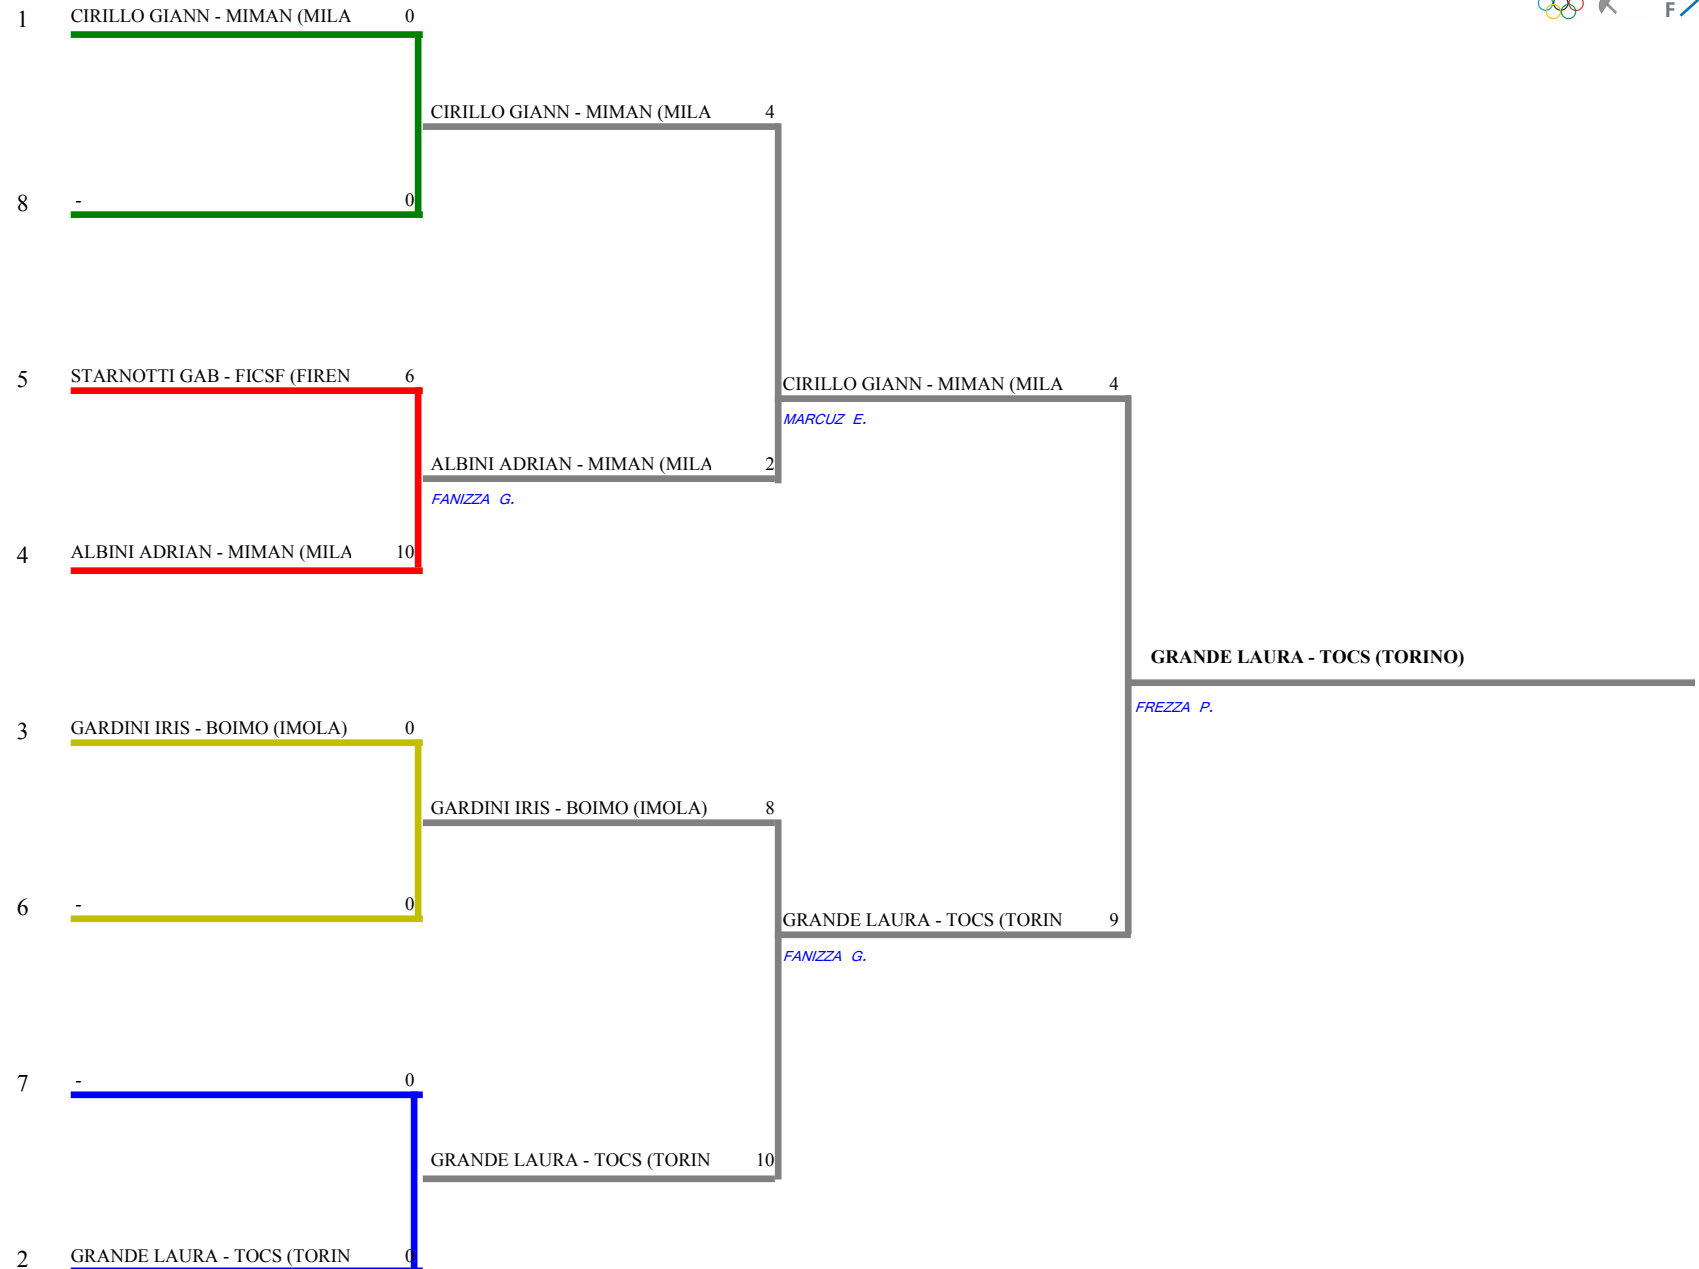 1 CIRILLO GIANN - MIMAN (MILA 0
CIRILLO GIANN - MIMAN (MILA 4
8 - 0
5 STARNOTTI GAB - FICSF (FIREN 6
CIRILLO GIANN - MIMAN (MILA 4
MARCUZ E.
ALBINI ADRIAN - MIMAN (MILA 2
FANIZZA G.
4 ALBINI ADRIAN - MIMAN (MILA 10
GRANDE LAURA - TOCS (TORINO)
FREZZA P.
3 GARDINI IRIS - BOIMO (IMOLA) 0
GARDINI IRIS - BOIMO (IMOLA) 8
6 - 0
GRANDE LAURA - TOCS (TORIN 9
FANIZZA G.
7 - 0
GRANDE LAURA - TOCS (TORIN 10
2 GRANDE LAURA - TOCS (TORIN 0
F